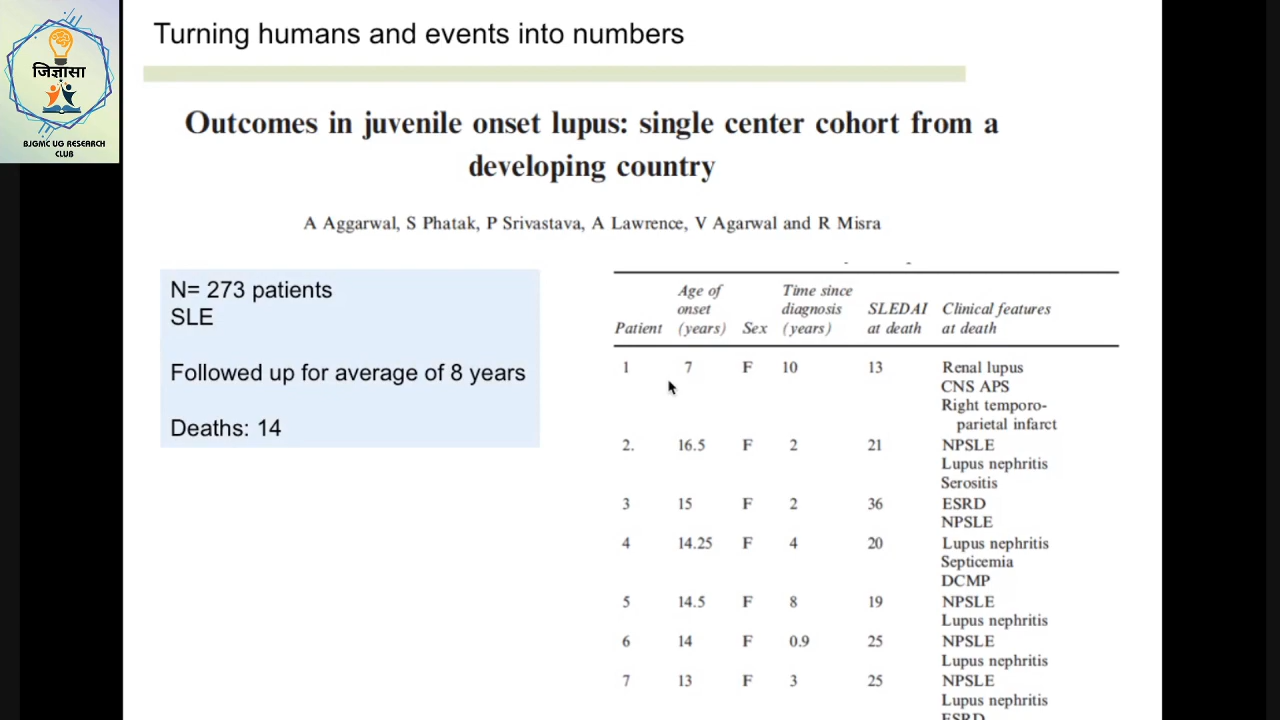 Turning humans and events into numbers
जिज्ञासा
BJGMC UG RESEARCH
CLUB
Outcomes in juvenile onset lupus: single center cohort from a
developing country
A Aggarwal, S Phatak, P Srivastava, A Lawrence, V Agarwal and R Misra
N= 273 patients
SLE
Followed up for average of 8 years
Deaths: 14
Age of Time since
onset diagnosis SLEDAI Clinical features
Patient (years) Sex (years) at death at death
1 7 F 10 13 Renal lupus
CNS APS
Right temporo-
parietal infarct
2. 16.5 F 2 21 NPSLE
Lupus nephritis
Serositis
3 15 F 2 36 ESRD
NPSLE
4 14.25 F 4 20 Lupus nephritis
Septicemia
DCMP
5 14.5 F 8 19 NPSLE
Lupus nephritis
6 14 F 0.9 25 NPSLE
Lupus nephritis
7 13 F 3 25 NPSLE
Lupus nephritis
ESRD